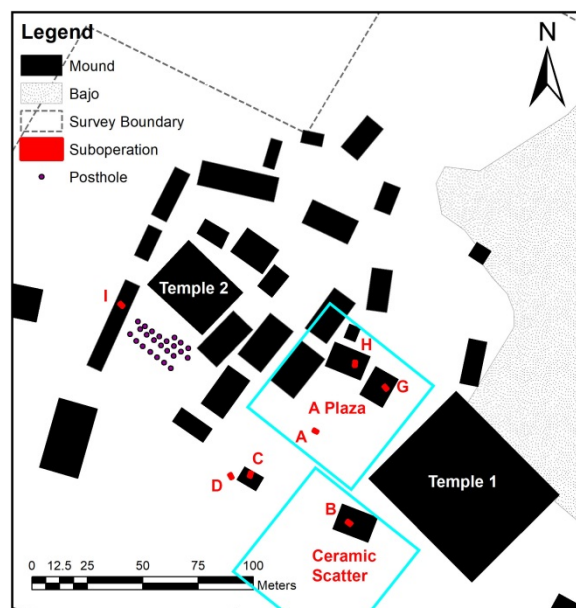 Legend
Mound
Bajo
Survey Boundary
Suboperation
Posthole
N
Temple 2
I
H
G
A Plaza
A
C
D
Temple 1
B
Ceramic
Scatter
0 12.5 25 50 75 100
Meters